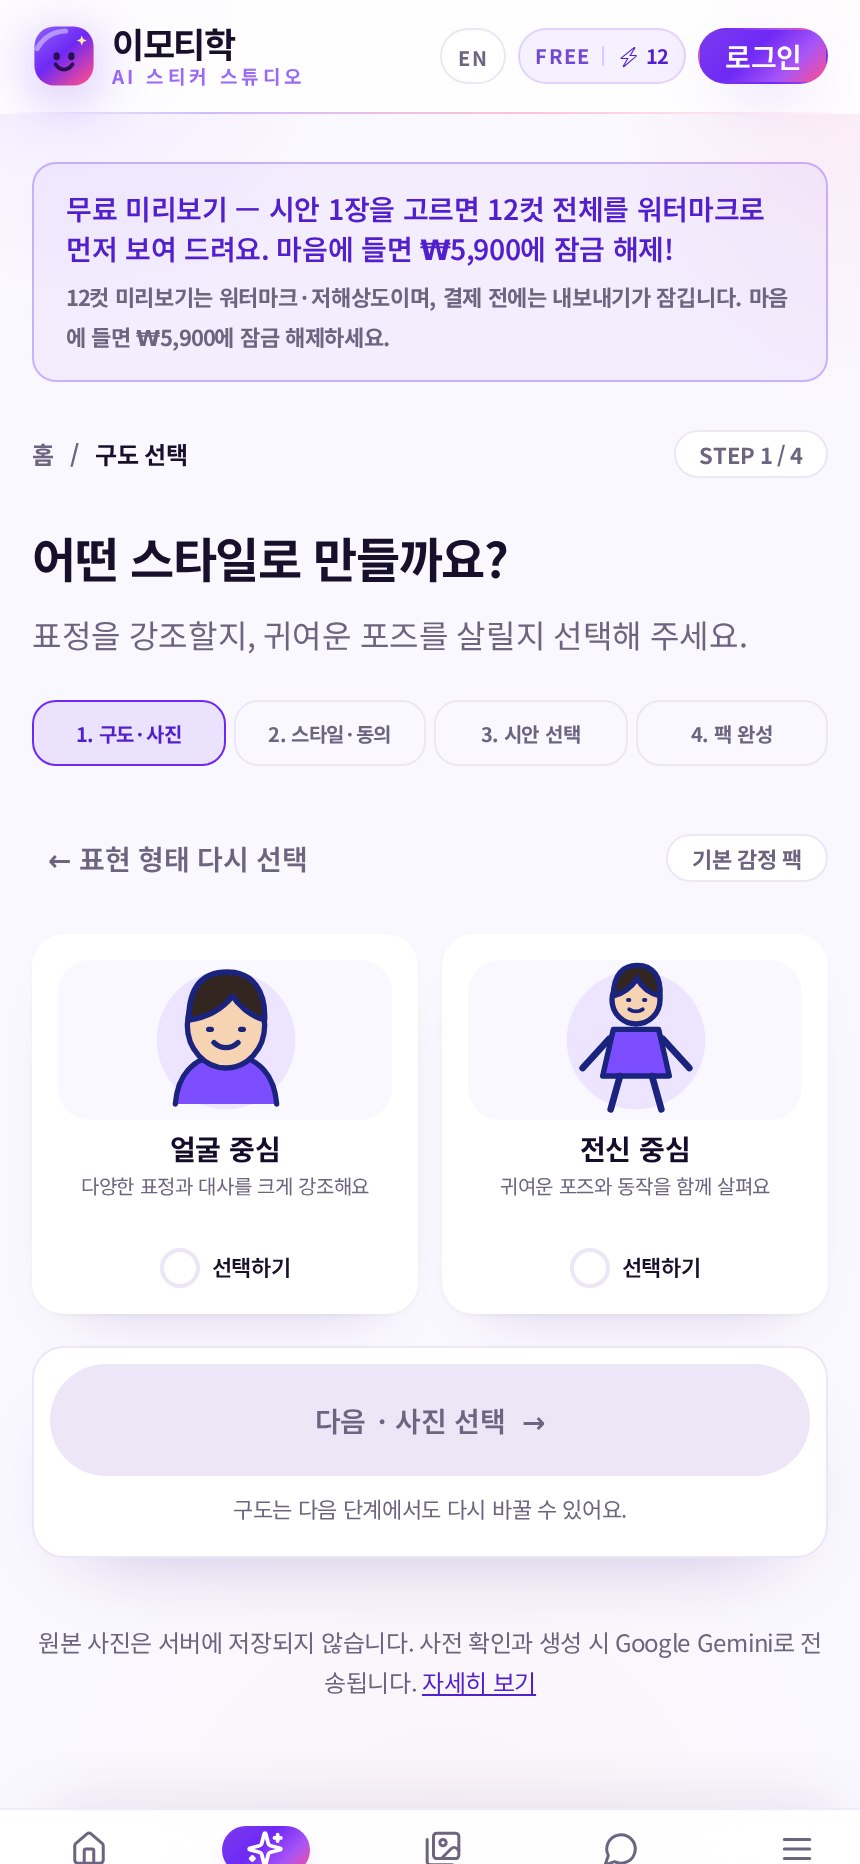 이모티학
AI 스티커 스튜디오
EN
FREE
12
로그인
무료 미리보기 — 시안 1장을 고르면 12컷 전체를 워터마크로
먼저 보여 드려요. 마음에 들면 ₩5,900에 잠금 해제!
12컷 미리보기는 워터마크·저해상도이며, 결제 전에는 내보내기가 잠깁니다. 마음
에 들면 ₩5,900에 잠금 해제하세요.
홈 / 구도 선택
STEP 1 / 4
어떤 스타일로 만들까요?
표정을 강조할지, 귀여운 포즈를 살릴지 선택해 주세요.
1. 구도·사진
2. 스타일·동의
3. 시안 선택
4. 팩 완성
← 표현 형태 다시 선택
기본 감정 팩
얼굴 중심
다양한 표정과 대사를 크게 강조해요
선택하기
전신 중심
귀여운 포즈와 동작을 함께 살펴요
선택하기
다음 · 사진 선택 →
구도는 다음 단계에서도 다시 바꿀 수 있어요.
원본 사진은 서버에 저장되지 않습니다. 사전 확인과 생성 시 Google Gemini로 전
송됩니다. 자세히 보기